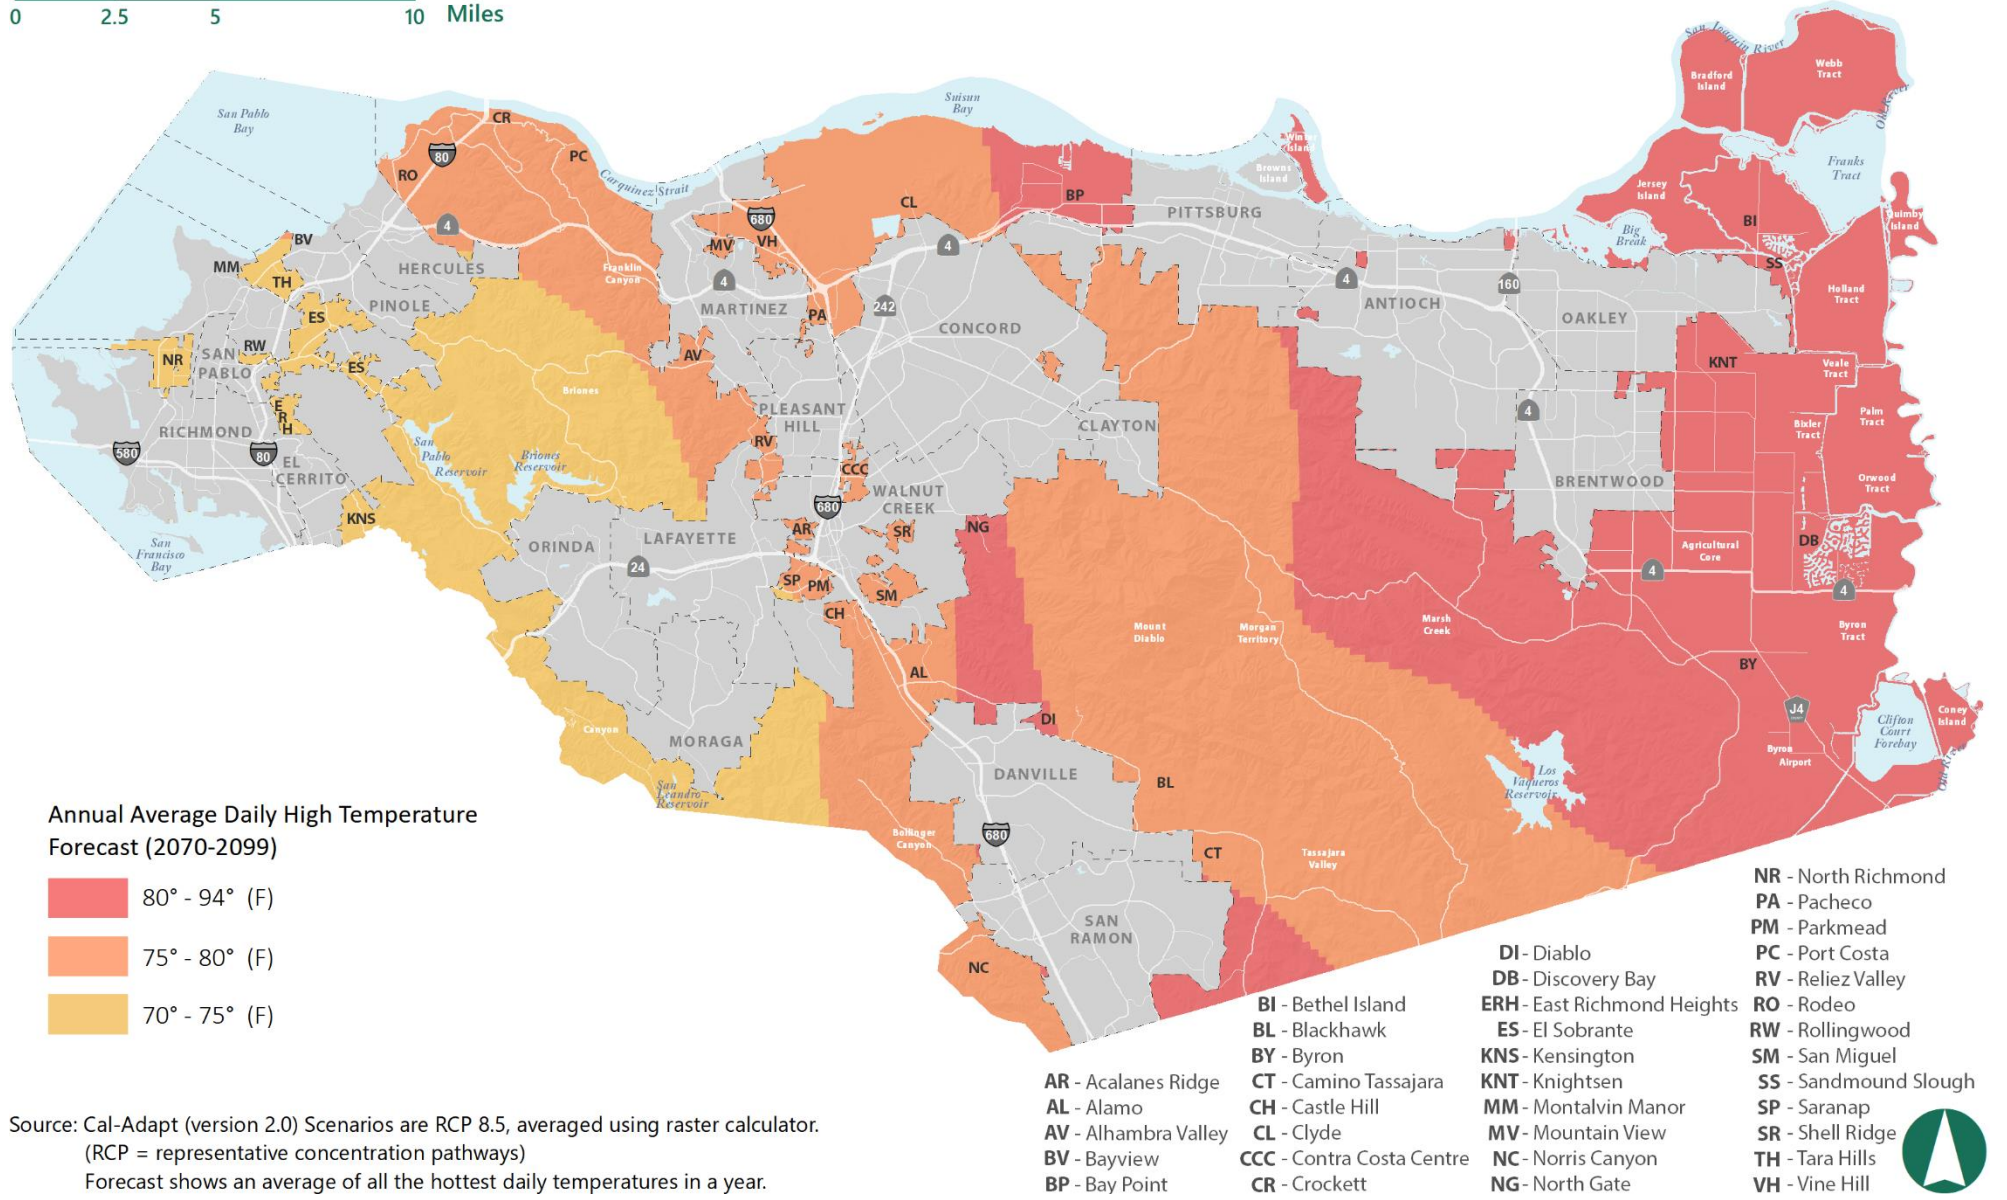 0 2.5 5 10 Miles
San Joaquin River
Webb
Tract
Bradford
Island
Old River
San Pablo
Bay
Suisun
Bay
CR
80
PC
RO
Carquinez Strait
Winter
Island
Browns
Island
Franks
Tract
Jersey
Island
BP
CL
PITTSBURG
BI
Quimby
Island
680
4
MV
VH
4
Big
Break
BV
MM
TH
HERCULES
Franklin
Canyon
4
4
160
SS
Holland
Tract
PINOLE
ES
MARTINEZ
PA
242
CONCORD
ANTIOCH
OAKLEY
NR
SAN
PABLO
RW
ES
AV
KNT
Veale
Tract
Briones
E
R
H
PLEASANT
HILL
CLAYTON
4
Palm
Tract
Bixler
Tract
RICHMOND
580
80
EL
CERRITO
San
Pablo
Reservoir
Briones
Reservoir
RV
CCC
WALNUT
CREEK
BRENTWOOD
Orwood
Tract
KNS
680
AR
SR
NG
San
Francisco
Bay
ORINDA
LAFAYETTE
24
DB
Agricultural
Core
4
4
SP
PM
SM
CH
Mount
Diablo
Morgan
Territory
Marsh
Creek
Byron
Tract
AL
BY
DI
J4
Coney
Island
Clifton
Court
Forebay
Canyon
MORAGA
Byron
Airport
Old River
San
Leandro
Reservoir
DANVILLE
BL
Los
Vaqueros
Reservoir
Bollinger
Canyon
680
CT
Tassajara
Valley
SAN
RAMON
NC
Annual Average Daily High Temperature
Forecast (2070-2099)
80° - 94° (F)
75° - 80° (F)
70° - 75° (F)
Source: Cal-Adapt (version 2.0) Scenarios are RCP 8.5, averaged using raster calculator.
(RCP = representative concentration pathways)
Forecast shows an average of all the hottest daily temperatures in a year.
AR - Acalanes Ridge
AL - Alamo
AV - Alhambra Valley
BV - Bayview
BP - Bay Point
BI - Bethel Island
BL - Blackhawk
BY - Byron
CT - Camino Tassajara
CH - Castle Hill
CL - Clyde
CCC - Contra Costa Centre
CR - Crockett
DI - Diablo
DB - Discovery Bay
ERH - East Richmond Heights
ES - El Sobrante
KNS - Kensington
KNT - Knightsen
MM - Montalvin Manor
MV - Mountain View
NC - Norris Canyon
NG - North Gate
NR - North Richmond
PA - Pacheco
PM - Parkmead
PC - Port Costa
RV - Reliez Valley
RO - Rodeo
RW - Rollingwood
SM - San Miguel
SS - Sandmound Slough
SP - Saranap
SR - Shell Ridge
TH - Tara Hills
VH - Vine Hill